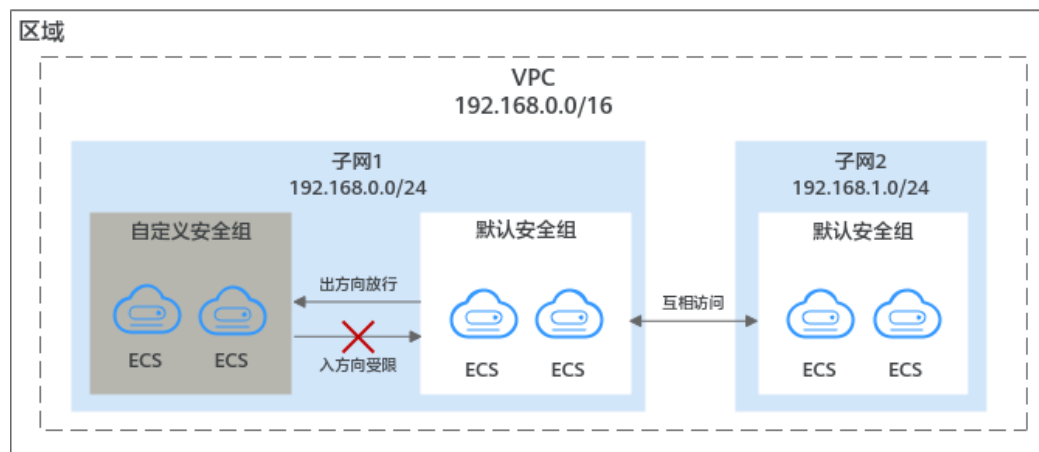 区域
VPC
192.168.0.0/16
子网1
192.168.0.0/24
自定义安全组
ECS
ECS
出方向放行
入方向受限
默认安全组
ECS
ECS
互相访问
子网2
192.168.1.0/24
默认安全组
ECS
ECS